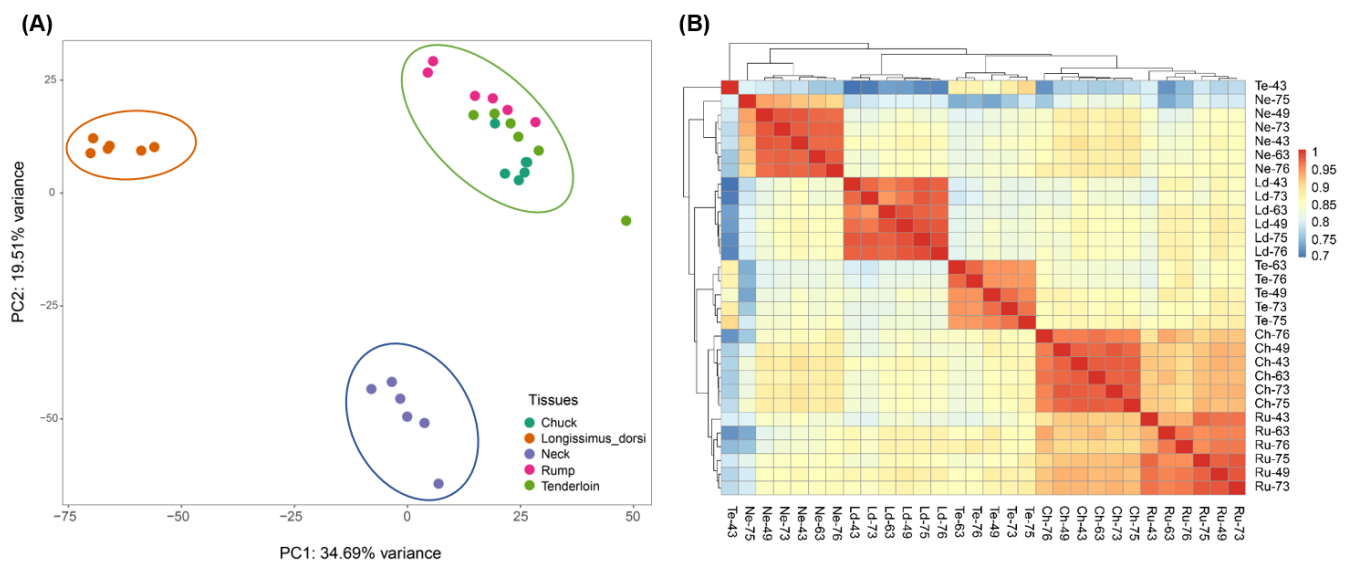 (A)
PC2: 19.51% variance
25
0
−25
−50
−75
−50
−25
0
25
50
PC1: 34.69% variance
Tissues
Chuck
Longissimus_dorsi
Neck
Rump
Tenderloin
(B)
Te-43
Ne-75
Ne-49
Ne-73
Ne-43
Ne-63
Ne-76
Ld-43
Ld-73
Ld-63
Ld-49
Ld-75
Ld-76
Te-63
Te-76
Te-49
Te-73
Te-75
Ch-76
Ch-49
Ch-43
Ch-63
Ch-73
Ch-75
Ru-43
Ru-63
Ru-76
Ru-75
Ru-49
Ru-73
1
0.95
0.9
0.85
0.8
0.75
0.7
Te-43
Ne-75
Ne-49
Ne-73
Ne-43
Ne-63
Ne-76
Ld-43
Ld-73
Ld-63
Ld-49
Ld-75
Ld-76
Te-63
Te-76
Te-49
Te-73
Te-75
Ch-76
Ch-49
Ch-43
Ch-63
Ch-73
Ch-75
Ru-43
Ru-63
Ru-76
Ru-75
Ru-49
Ru-73